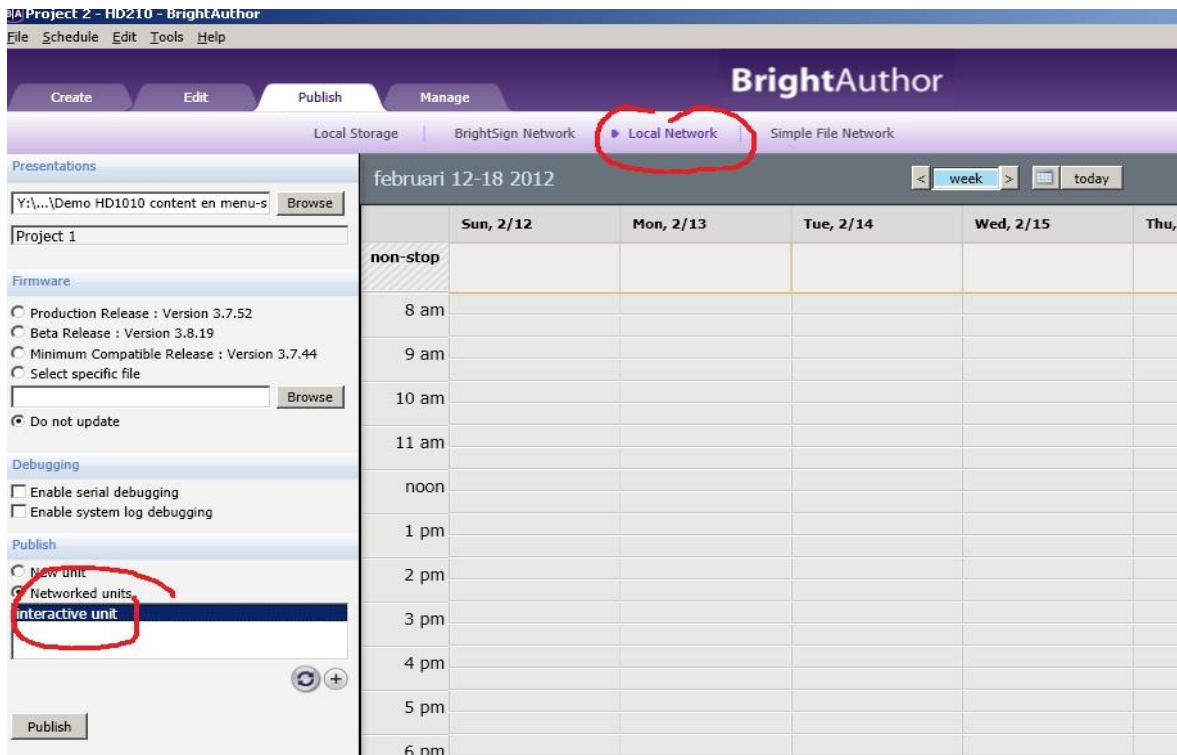 Project 2 - HD210 - BrightAuthor
File Schedule Edit Tools Help
BrightAuthor
Create Edit Publish Manage
Local Storage BrightSign Network Local Network Simple File Network
Presentations
Y:\...\Demo HD1010 content en menu-s Browse
Project 1
Firmware
Production Release : Version 3.7.52
Beta Release : Version 3.8.19
Minimum Compatible Release : Version 3.7.44
Select specific file
Browse
Do not update
Debugging
Enable serial debugging
Enable system log debugging
Publish
New unit
Networked units
interactive unit
Publish
februari 12-18 2012 < week > today
Sun, 2/12 Mon, 2/13 Tue, 2/14 Wed, 2/15 Thu,
non-stop
8 am
9 am
10 am
11 am
noon
1 pm
2 pm
3 pm
4 pm
5 pm
6 pm